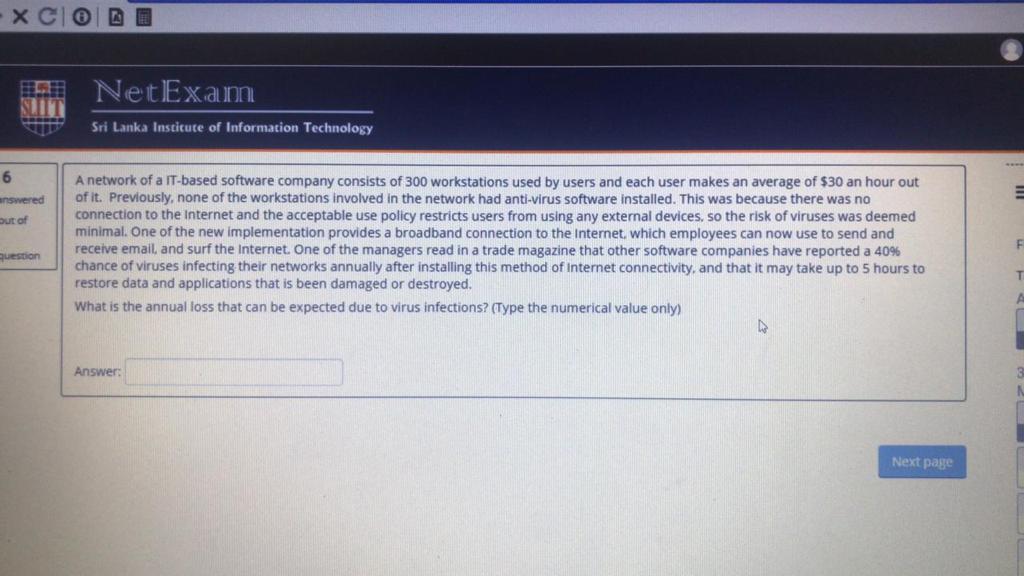 NetExam
SLIIT
Sri Lanka Institute of Information Technology
6
answered
out of
question
A network of a IT-based software company consists of 300 workstations used by users and each user makes an average of $30 an hour out
of it. Previously, none of the workstations involved in the network had anti-virus software installed. This was because there was no
connection to the Internet and the acceptable use policy restricts users from using any external devices, so the risk of viruses was deemed
minimal. One of the new implementation provides a broadband connection to the Internet, which employees can now use to send and
receive email, and surf the Internet. One of the managers read in a trade magazine that other software companies have reported a 40%
chance of viruses infecting their networks annually after installing this method of Internet connectivity, and that it may take up to 5 hours to
restore data and applications that is been damaged or destroyed.
What is the annual loss that can be expected due to virus infections? (Type the numerical value only)
Answer:
Next page
F
T
A
3